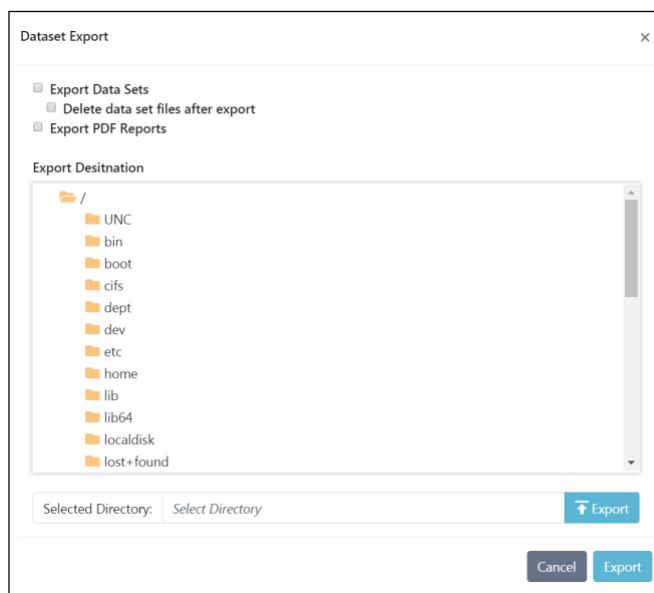 Dataset Export ×
Export Data Sets
Delete data set files after export
Export PDF Reports
Export Desitnation
/
UNC
bin
boot
cifs
dept
dev
etc
home
lib
lib64
localdisk
lost+found
Selected Directory: Select Directory Export
Cancel Export